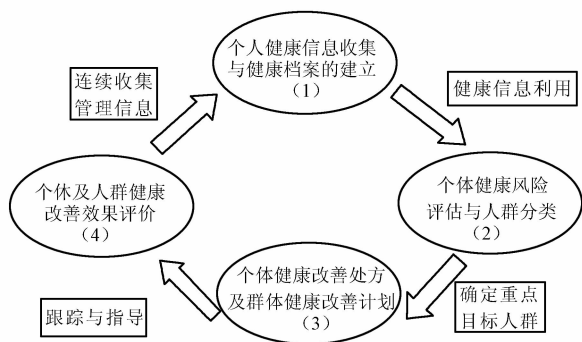 个人健康信息收集
与健康档案的建立
(1)
连续收集
管理信息
健康信息利用
个休及人群健康
改善效果评价
(4)
个体健康风险
评估与人群分类
(2)
个体健康改善处方
及群体健康改善计划
(3)
跟踪与指导
确定重点
目标人群